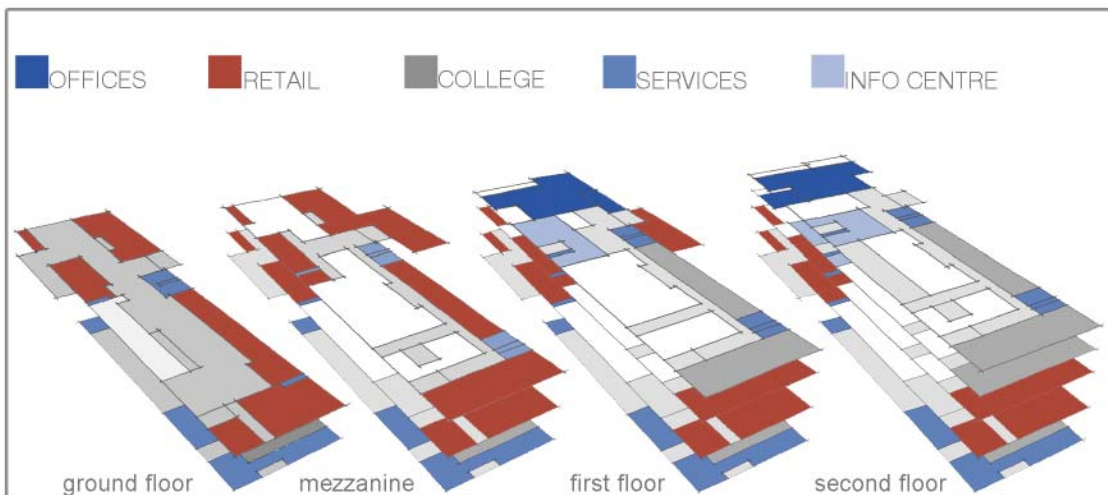 OFFICES RETAIL COLLEGE SERVICES INFO CENTRE
ground floor mezzanine first floor second floor